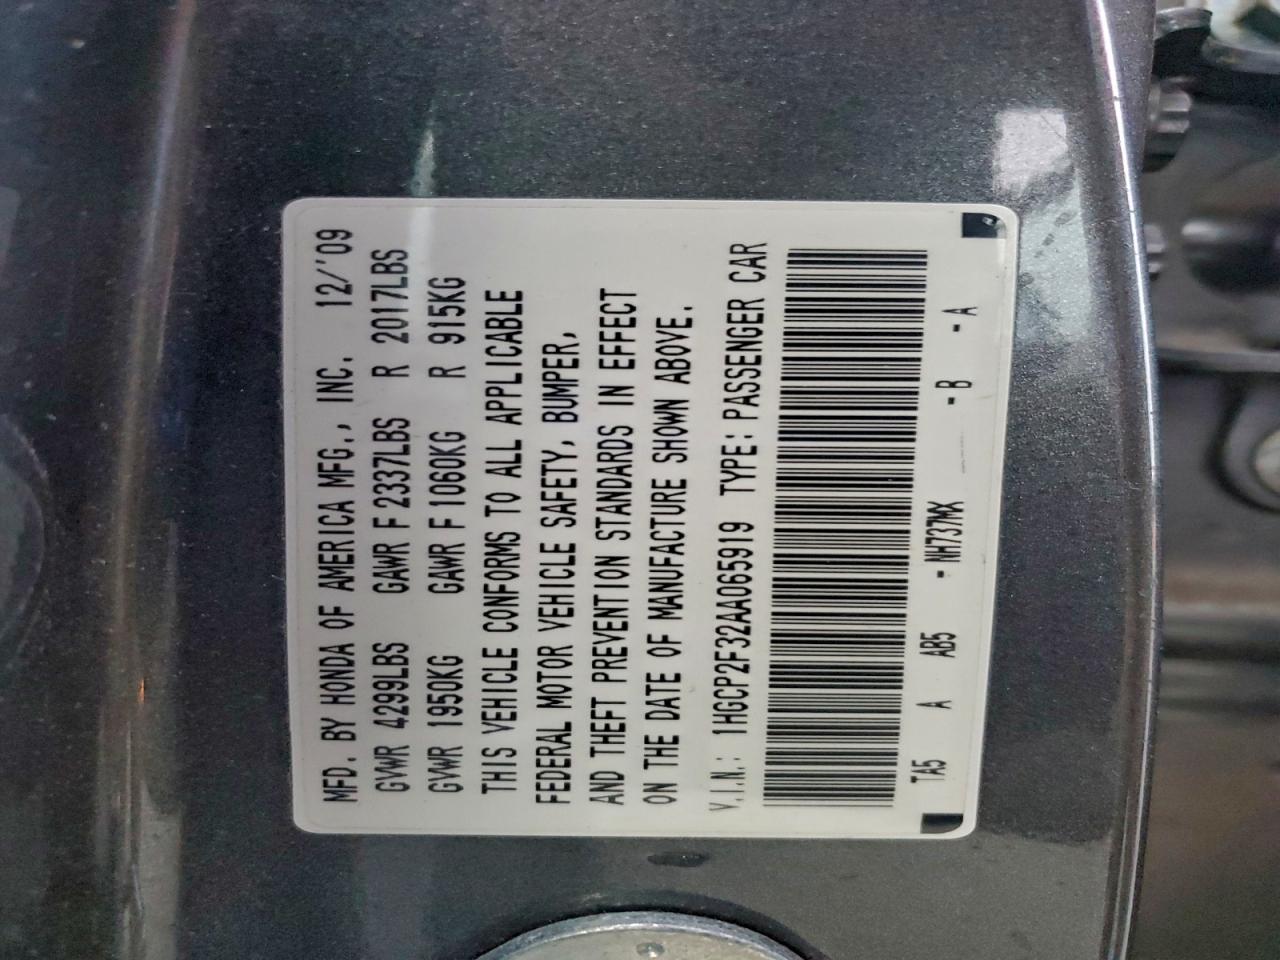 MFD. BY HONDA OF AMERICA MFG., INC. 12/'09
GVWR 4299LBS GAWR F 2337LBS R 2017LBS
GVWR 1950KG GAWR F 1060KG R 915KG
THIS VEHICLE CONFORMS TO ALL APPLICABLE
FEDERAL MOTOR VEHICLE SAFETY, BUMPER,
AND THEFT PREVENTION STANDARDS IN EFFECT
ON THE DATE OF MANUFACTURE SHOWN ABOVE.
V.I.N.: 1HGCP2F32AA065919 TYPE: PASSENGER CAR
TA5 A AB5 - NH737MX -B -A